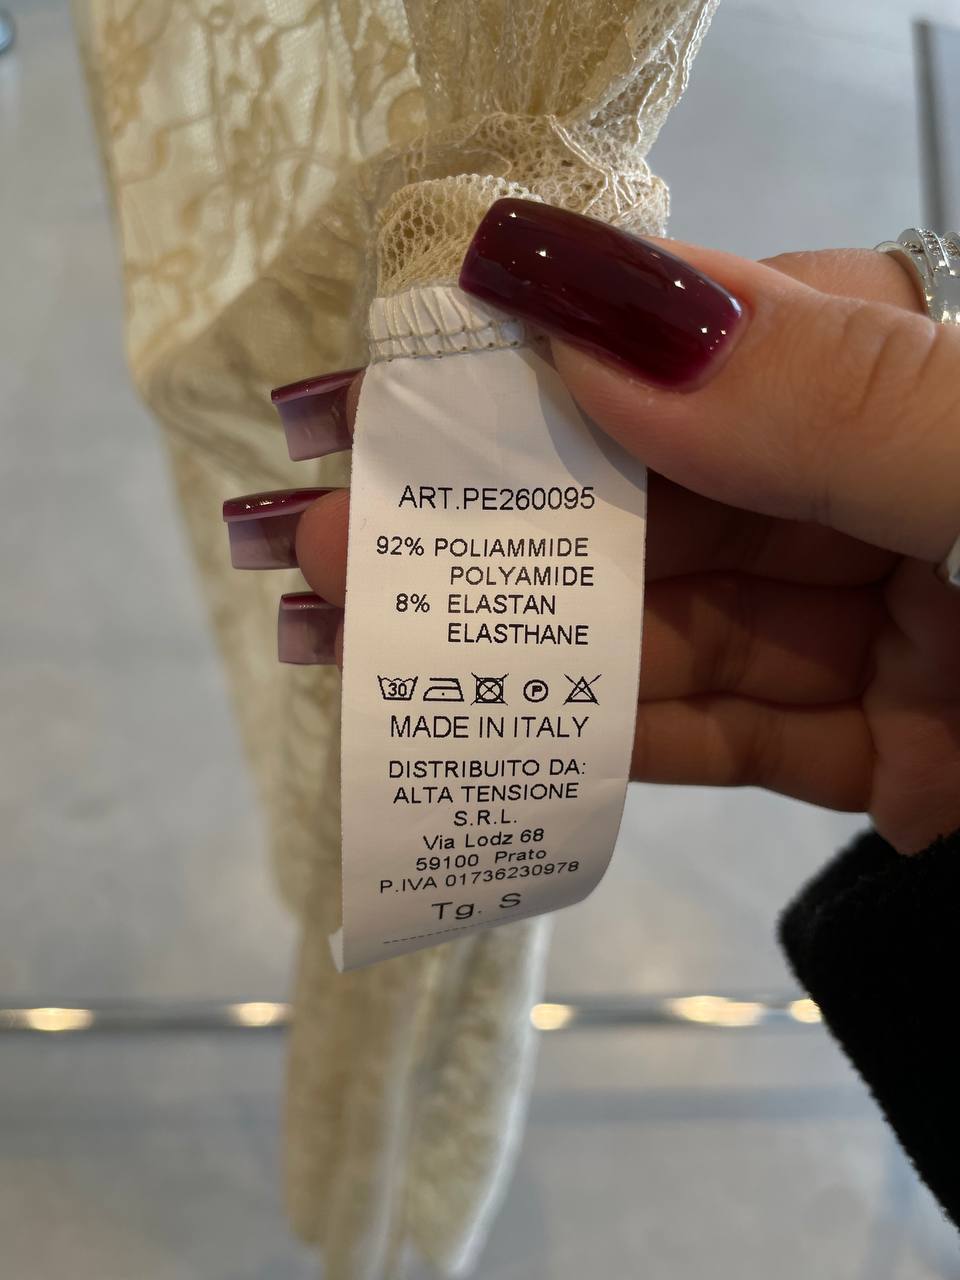 ART.PE260095
92% POLIAMMIDE
POLYAMIDE
8% ELASTAN
ELASTHANE
30 P
MADE IN ITALY
DISTRIBUITO DA:
ALTA TENSIONE
S.R.L.
Via Lodz 68
59100 Prato
P.IVA 01736230978
Tg. S